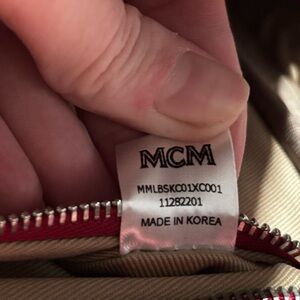 MCM
MMLBSKC01XC001
11282201
MADE IN KOREA